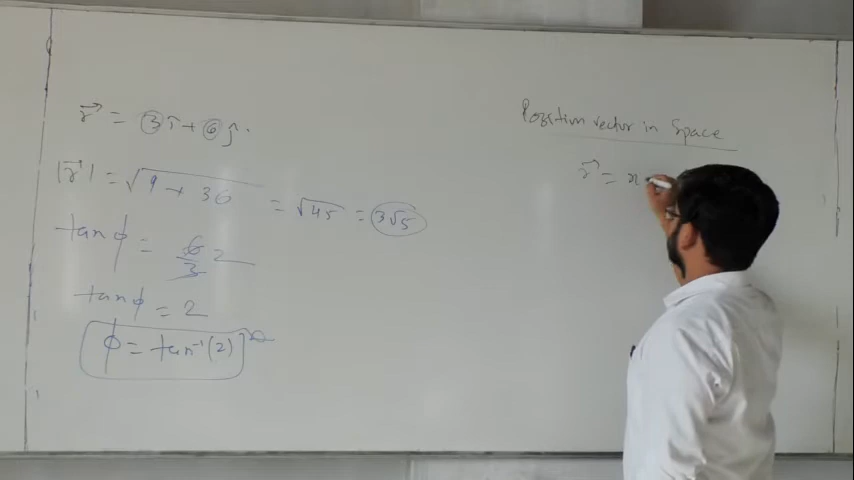 r⃗ = 3î + 6ĵ.
|r⃗| = √9 + 36 = √45 = 3√5
tan ϕ = 6/3 2
tan ϕ = 2
ϕ = tan⁻¹(2)
Position vector in Space
r⃗ = x